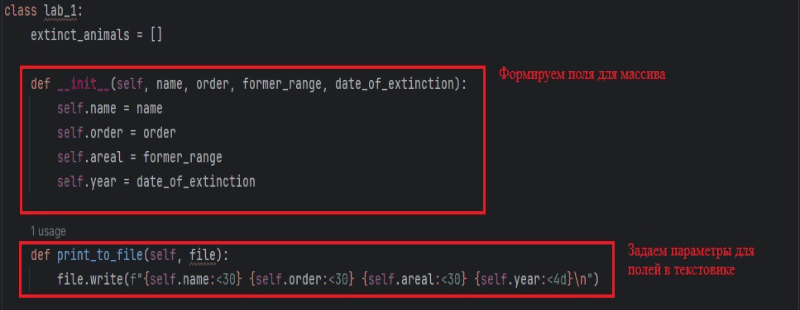 class lab_1:
extinct_animals = []
def __init__(self, name, order, former_range, date_of_extinction):
Формируем поля для массива
self.name = name
self.order = order
self.areal = former_range
self.year = date_of_extinction
1 usage
def print_to_file(self, file):
Задаем параметры для
полей в текстовике
file.write(f"{self.name:<30} {self.order:<30} {self.areal:<30} {self.year:<4d}\n")